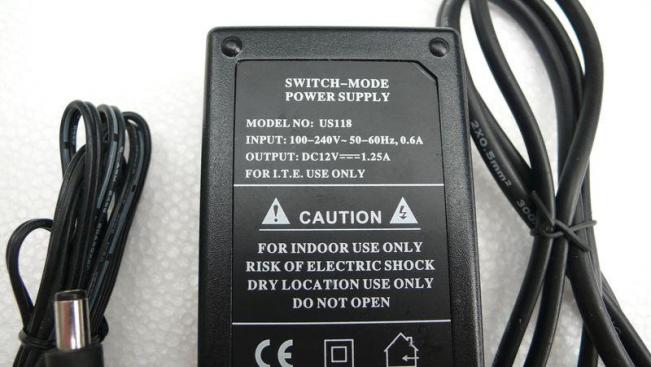 SWITCH-MODE
POWER SUPPLY
MODEL NO: US118
INPUT: 100-240V~ 50-60Hz, 0.6A
OUTPUT: DC12V⎓1.25A
FOR I.T.E. USE ONLY
CAUTION
FOR INDOOR USE ONLY
RISK OF ELECTRIC SHOCK
DRY LOCATION USE ONLY
DO NOT OPEN
CE
2X0.5mm²
300